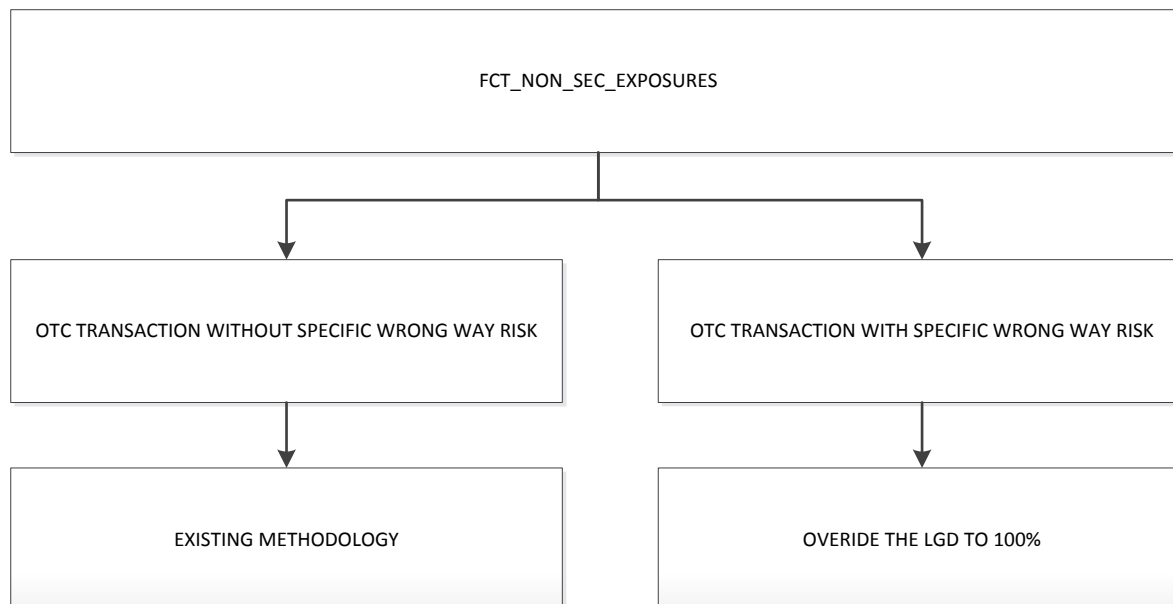 FCT_NON_SEC_EXPOSURES
OTC TRANSACTION WITHOUT SPECIFIC WRONG WAY RISK
OTC TRANSACTION WITH SPECIFIC WRONG WAY RISK
EXISTING METHODOLOGY
OVERIDE THE LGD TO 100%